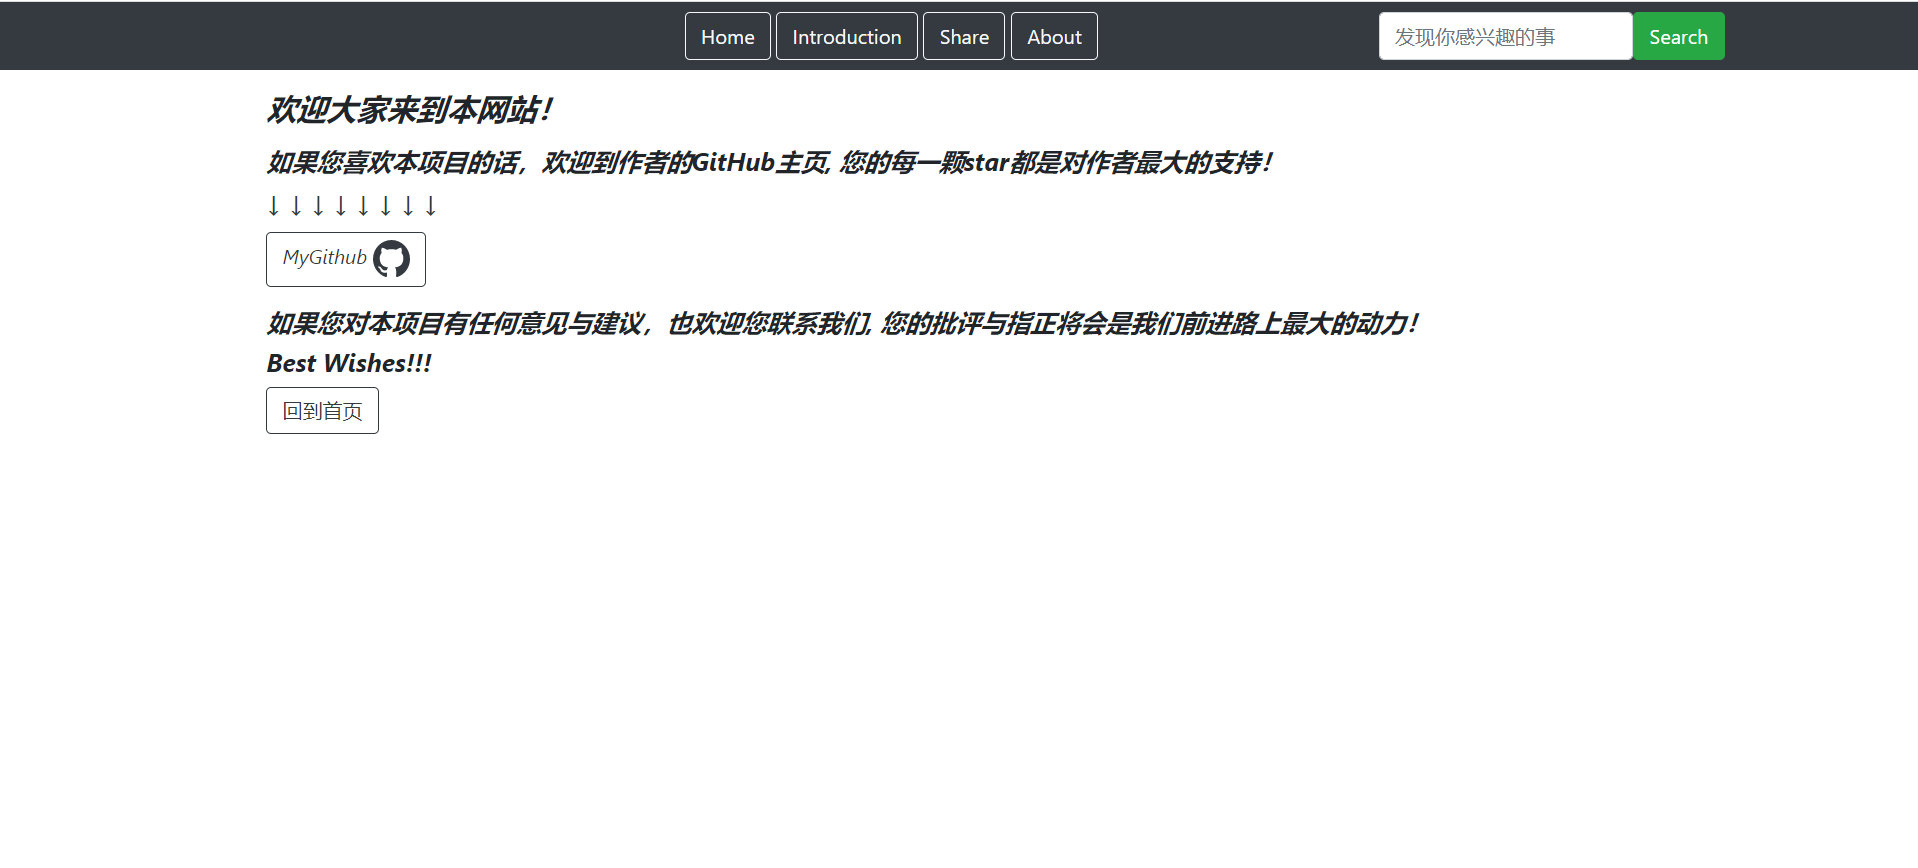 Home Introduction Share About 发现你感兴趣的事 Search
欢迎大家来到本网站！
如果您喜欢本项目的话，欢迎到作者的GitHub主页, 您的每一颗star都是对作者最大的支持！
↓ ↓ ↓ ↓ ↓ ↓ ↓ ↓
MyGithub
如果您对本项目有任何意见与建议，也欢迎您联系我们, 您的批评与指正将会是我们前进路上最大的动力！
Best Wishes!!!
回到首页